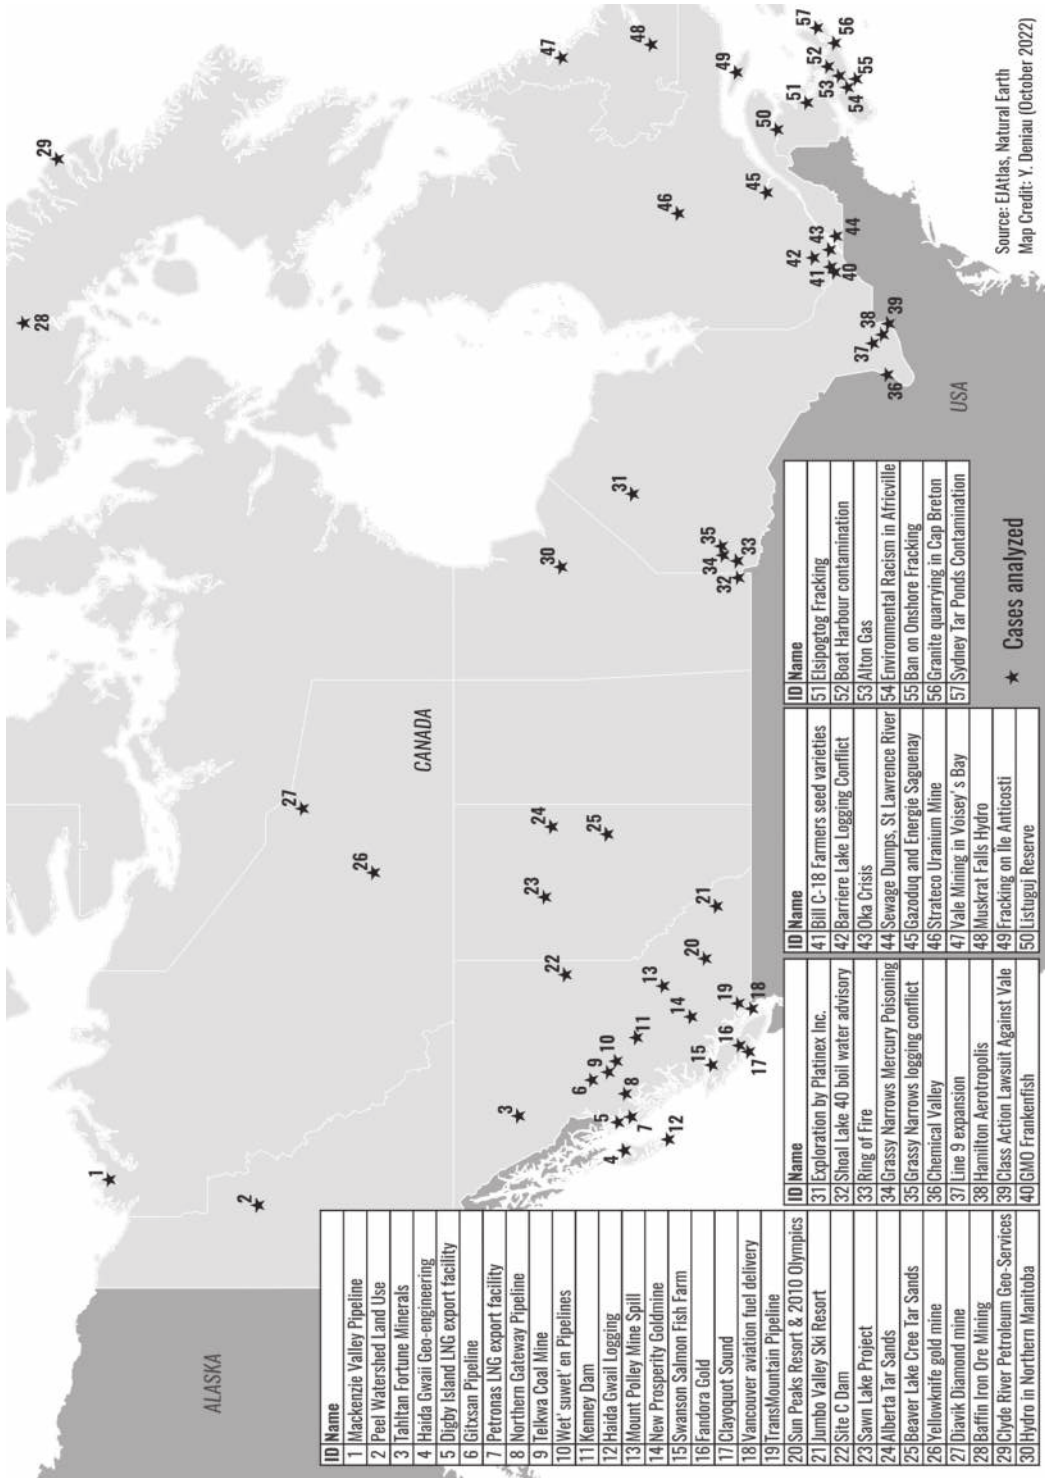 ALASKA
CANADA
USA
1
2
3
4
5
6
7
8
9
10
11
12
13
14
15
16
17
18
19
20
21
22
23
24
25
26
27
28
29
30
31
32
33
34
35
36
37
38
39
40
41
42
43
44
45
46
47
48
49
50
51
52
53
54
55
56
57
ID Name
1 Mackenzie Valley Pipeline
2 Peel Watershed Land Use
3 Tahltan Fortune Minerals
4 Haida Gwaii Geo-engineering
5 Digby Island LNG export facility
6 Gitxsan Pipeline
7 Petronas LNG export facility
8 Northern Gateway Pipeline
9 Telkwa Coal Mine
10 Wet' suwet' en Pipelines
11 Kenney Dam
12 Haida Gwaii Logging
13 Mount Polley Mine Spill
14 New Prosperity Goldmine
15 Swanson Salmon Fish Farm
16 Fandora Gold
17 Clayoquot Sound
18 Vancouver aviation fuel delivery
19 TransMountain Pipeline
20 Sun Peaks Resort & 2010 Olympics
21 Jumbo Valley Ski Resort
22 Site C Dam
23 Sawn Lake Project
24 Alberta Tar Sands
25 Beaver Lake Cree Tar Sands
26 Yellowknife gold mine
27 Diavik Diamond mine
28 Baffin Iron Ore Mining
29 Clyde River Petroleum Geo-Services
30 Hydro in Northern Manitoba
ID Name
31 Exploration by Platinex Inc.
32 Shoal Lake 40 boil water advisory
33 Ring of Fire
34 Grassy Narrows Mercury Poisoning
35 Grassy Narrows logging conflict
36 Chemical Valley
37 Line 9 expansion
38 Hamilton Aerotropolis
39 Class Action Lawsuit Against Vale
40 GMO Frankenfish
ID Name
41 Bill C-18 Farmers seed varieties
42 Barriere Lake Logging Conflict
43 Oka Crisis
44 Sewage Dumps, St Lawrence River
45 Gazoduq and Energie Saguenay
46 Strateco Uranium Mine
47 Vale Mining in Voisey's Bay
48 Muskrat Falls Hydro
49 Fracking on Île Anticosti
50 Listuguj Reserve
ID Name
51 Elsipogtog Fracking
52 Boat Harbour contamination
53 Alton Gas
54 Environmental Racism in Africville
55 Ban on Onshore Fracking
56 Granite quarrying in Cap Breton
57 Sydney Tar Ponds Contamination
★ Cases analyzed
Source: EJAtlas, Natural Earth
Map Credit: Y. Deniau (October 2022)